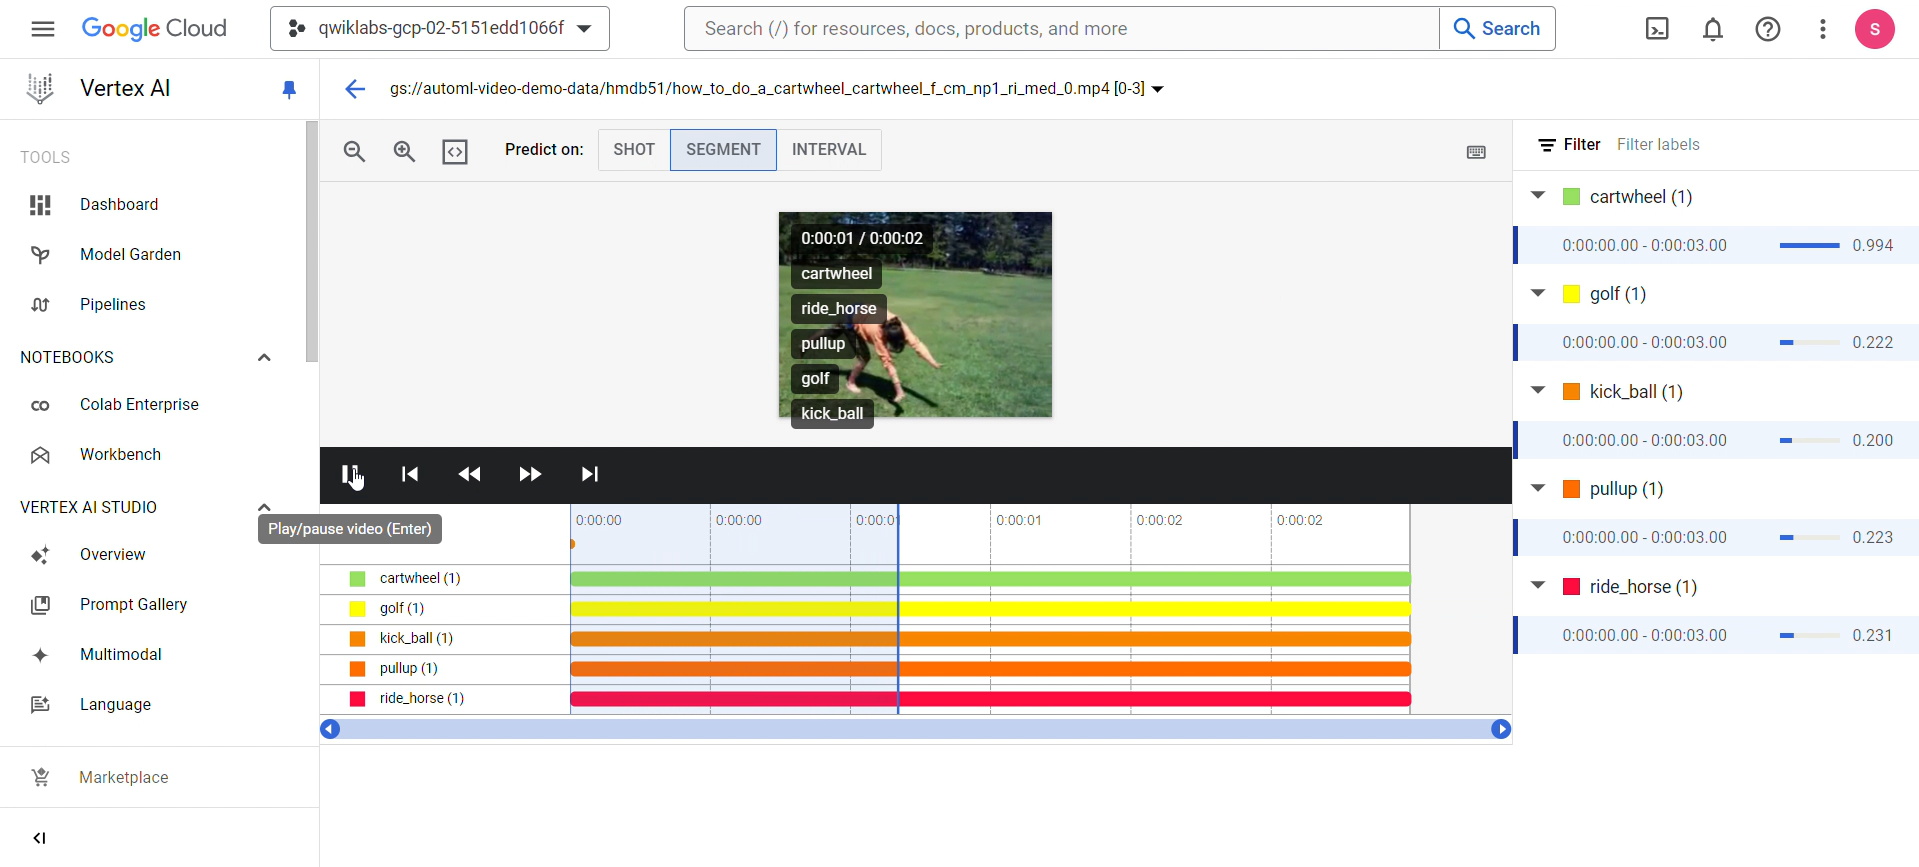 Google Cloud
qwiklabs-gcp-02-5151edd1066f
Search (/) for resources, docs, products, and more
Search
S
Vertex AI
gs://automl-video-demo-data/hmdb51/how_to_do_a_cartwheel_cartwheel_f_cm_np1_ri_med_0.mp4 [0-3]
TOOLS
Dashboard
Model Garden
Pipelines
NOTEBOOKS
Colab Enterprise
Workbench
VERTEX AI STUDIO
Overview
Prompt Gallery
Multimodal
Language
Marketplace
Predict on:
SHOT
SEGMENT
INTERVAL
0:00:01 / 0:00:02
cartwheel
ride_horse
pullup
golf
kick_ball
Play/pause video (Enter)
0:00:00
0:00:00
0:00:01
0:00:01
0:00:02
0:00:02
cartwheel (1)
golf (1)
kick_ball (1)
pullup (1)
ride_horse (1)
Filter Filter labels
cartwheel (1)
0:00:00.00 - 0:00:03.00 0.994
golf (1)
0:00:00.00 - 0:00:03.00 0.222
kick_ball (1)
0:00:00.00 - 0:00:03.00 0.200
pullup (1)
0:00:00.00 - 0:00:03.00 0.223
ride_horse (1)
0:00:00.00 - 0:00:03.00 0.231